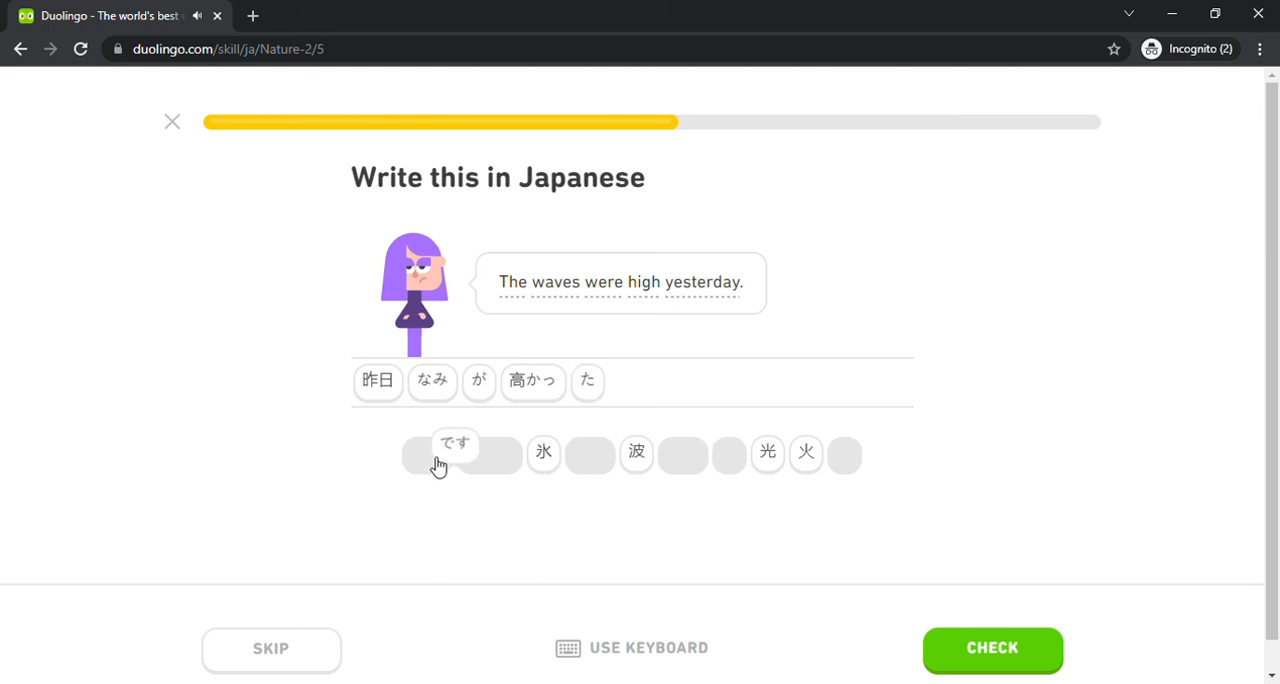 Duolingo - The world's best
duolingo.com/skill/ja/Nature-2/5
Incognito (2)
Write this in Japanese
The waves were high yesterday.
昨日 なみ が 高かっ た
です 氷 波 光 火
SKIP
USE KEYBOARD
CHECK